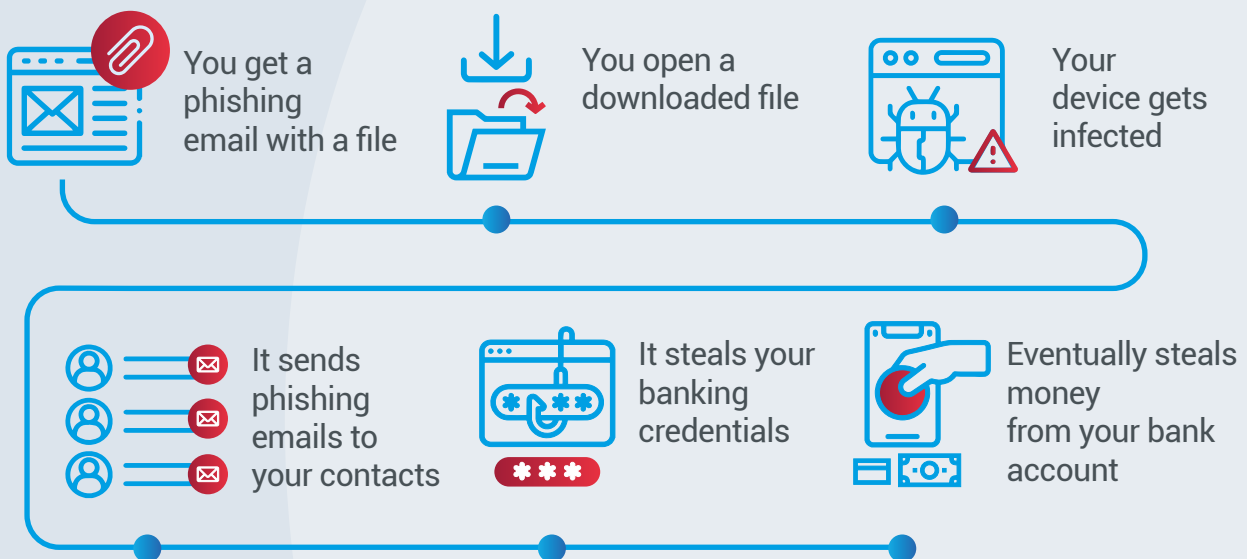 You get a
phishing
email with a file
You open a
downloaded file
Your
device gets
infected
It sends
phishing
emails to
your contacts
It steals your
banking
credentials
Eventually steals
money
from your bank
account